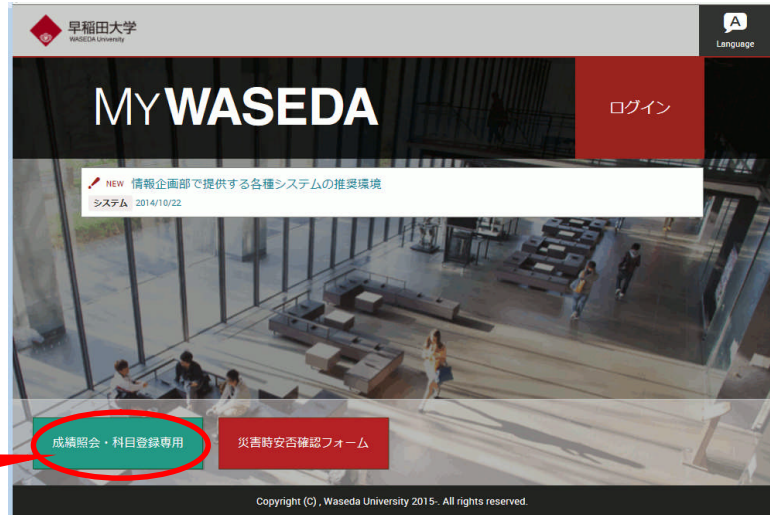 早稲田大学
WASEDA University
A
Language
MYWASEDA
ログイン
NEW 情報企画部で提供する各種システムの推奨環境
システム 2014/10/22
成績照会・科目登録専用
災害時安否確認フォーム
Copyright (C) , Waseda University 2015-. All rights reserved.